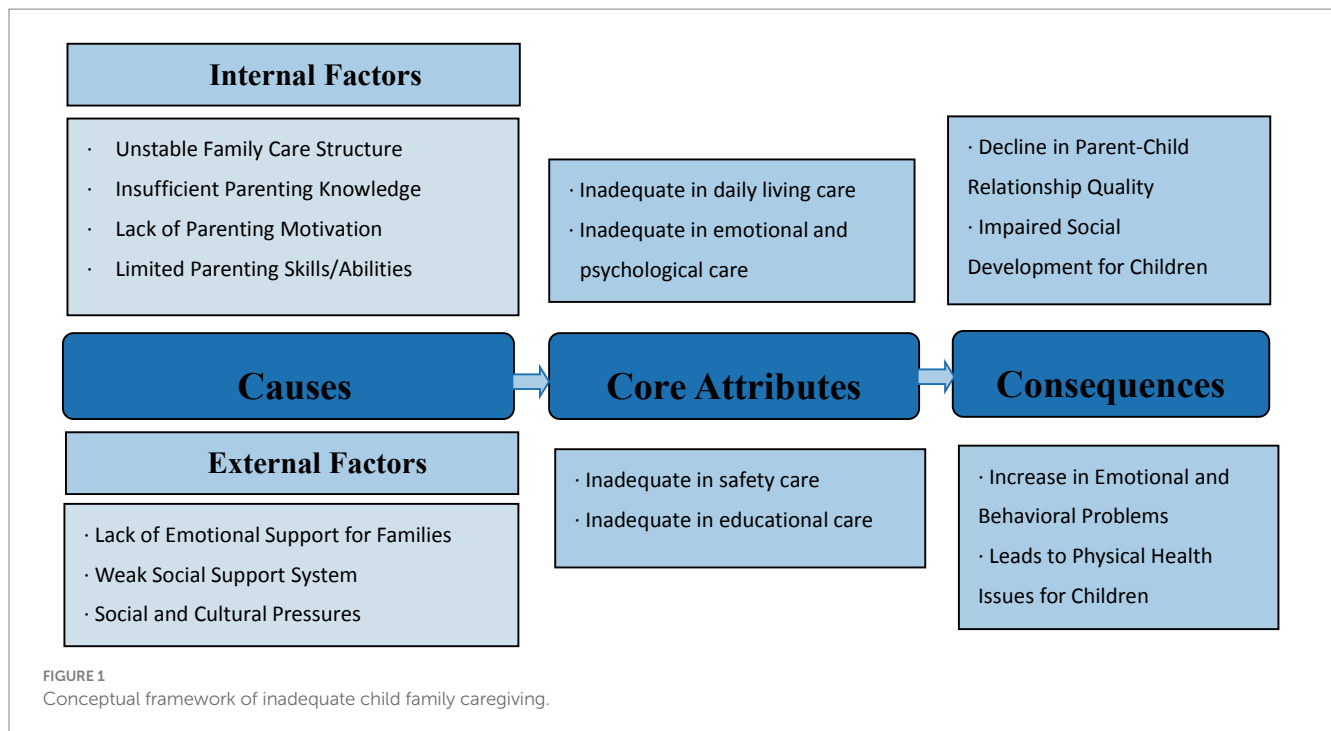 Internal Factors
· Unstable Family Care Structure
· Insufficient Parenting Knowledge
· Lack of Parenting Motivation
· Limited Parenting Skills/Abilities
Causes
External Factors
· Lack of Emotional Support for Families
· Weak Social Support System
· Social and Cultural Pressures
· Inadequate in daily living care
· Inadequate in emotional and
psychological care
Core Attributes
· Inadequate in safety care
· Inadequate in educational care
· Decline in Parent-Child
Relationship Quality
· Impaired Social
Development for Children
Consequences
· Increase in Emotional and
Behavioral Problems
· Leads to Physical Health
Issues for Children
FIGURE 1
Conceptual framework of inadequate child family caregiving.